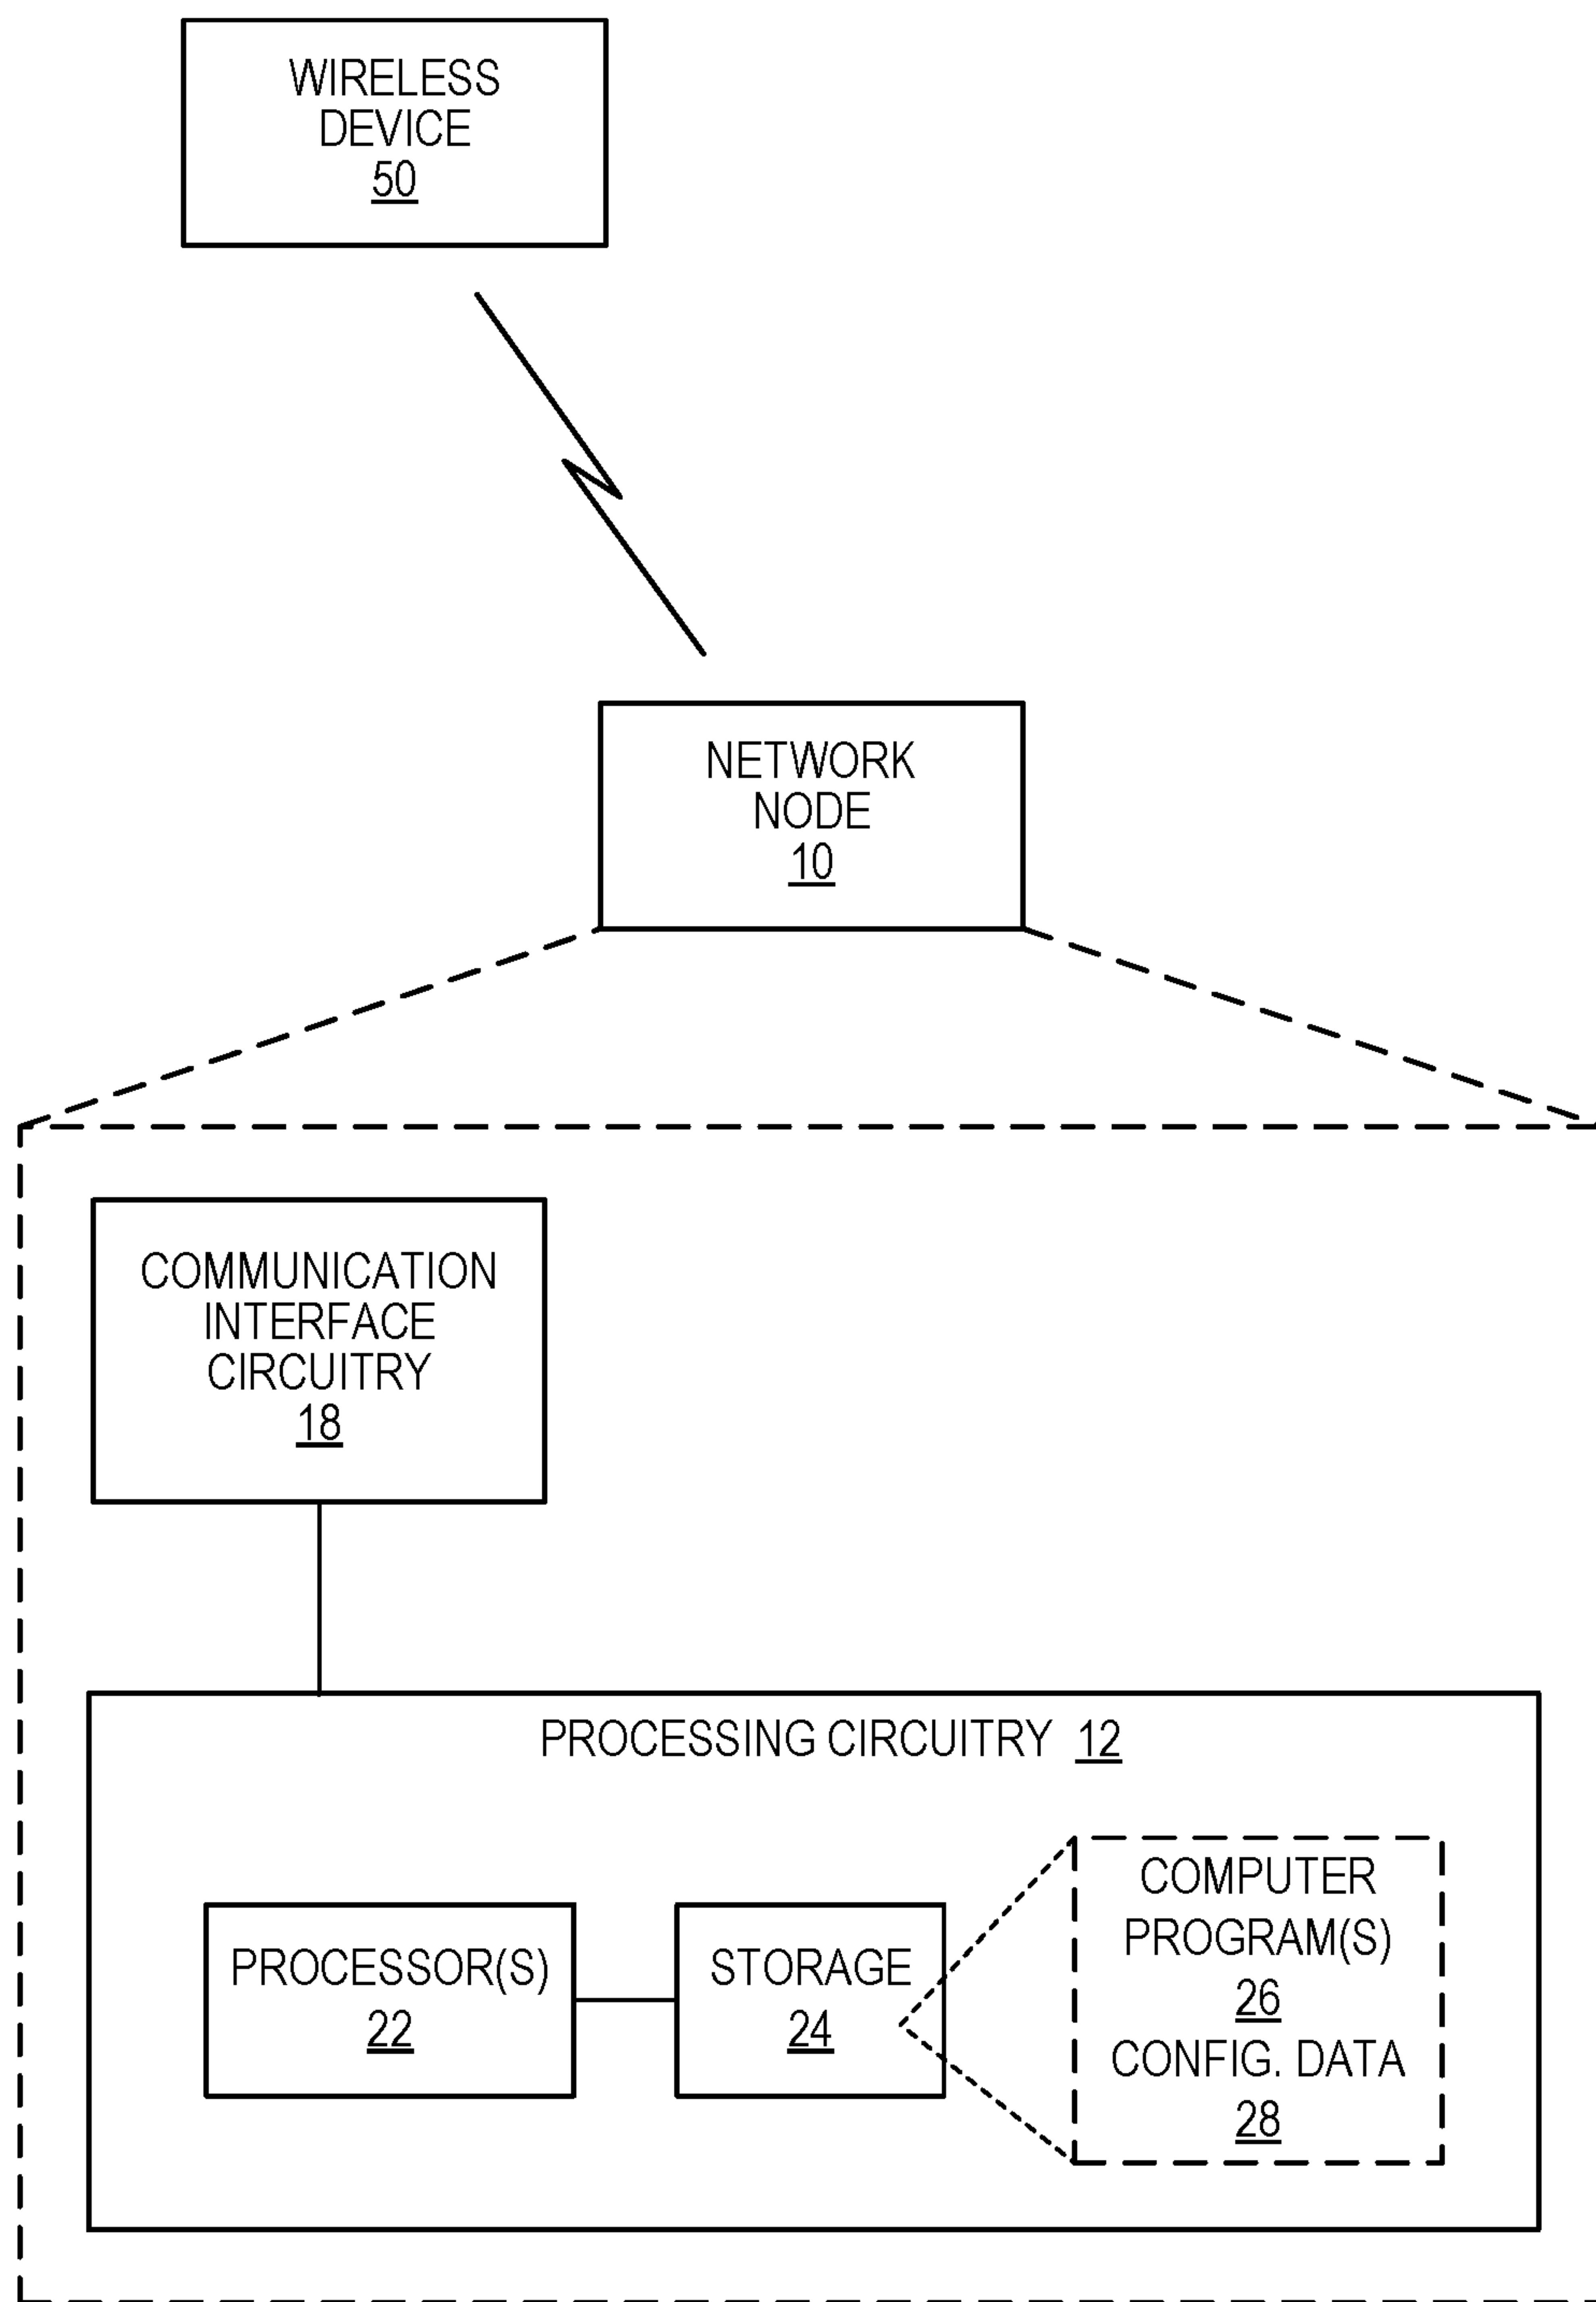 WIRELESS
DEVICE
50
NETWORK
NODE
10
COMMUNICATION
INTERFACE
CIRCUITRY
18
PROCESSING CIRCUITRY 12
PROCESSOR(S)
22
STORAGE
24
COMPUTER
PROGRAM(S)
26
CONFIG. DATA
28